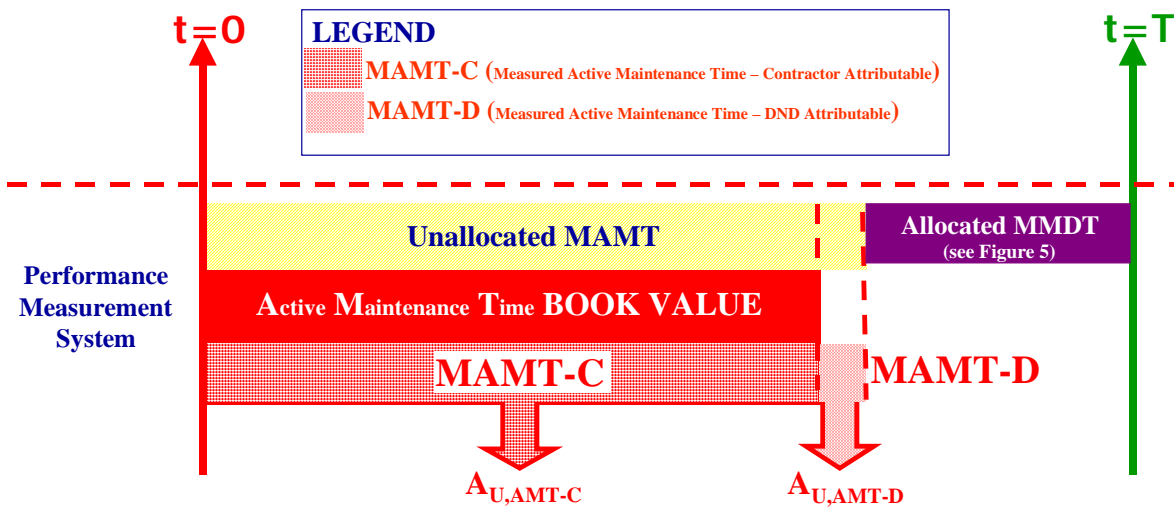 t=0
t=T
LEGEND
MAMT-C (Measured Active Maintenance Time – Contractor Attributable)
MAMT-D (Measured Active Maintenance Time – DND Attributable)
Unallocated MAMT
Allocated MMDT
(see Figure 5)
Performance
Measurement
System
Active Maintenance Time BOOK VALUE
MAMT-C
MAMT-D
AU,AMT-C
AU,AMT-D